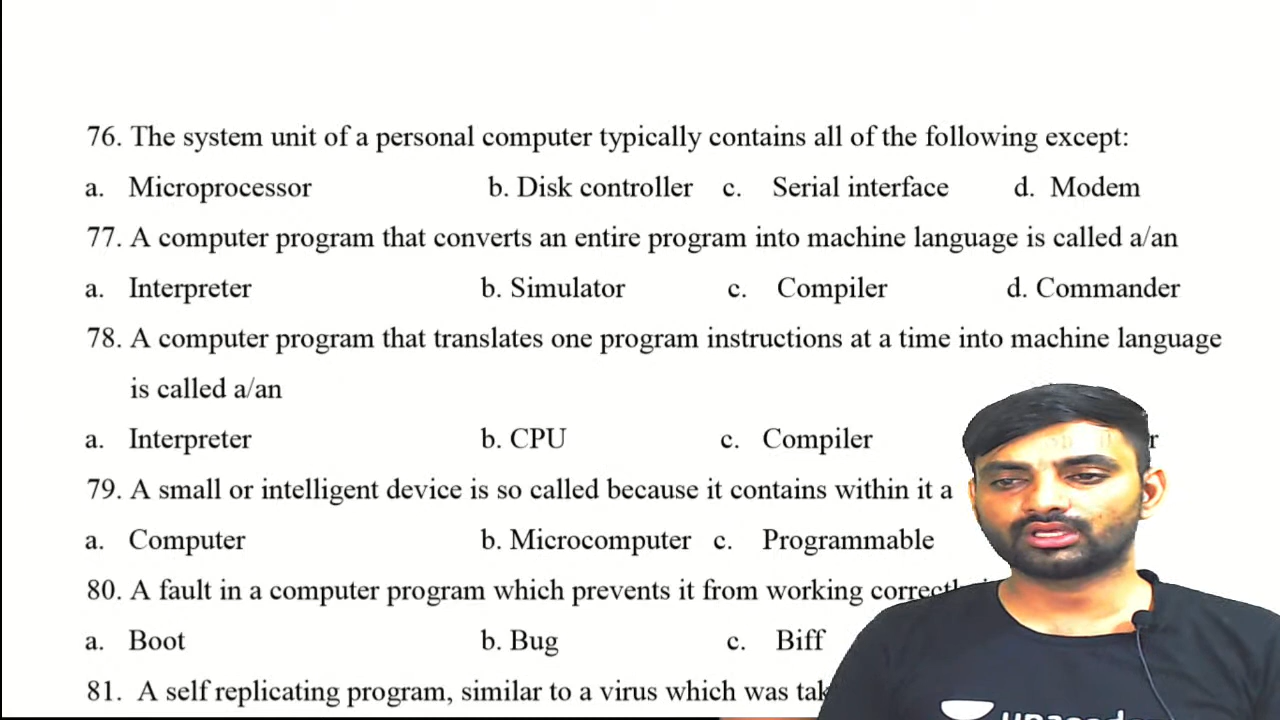 76. The system unit of a personal computer typically contains all of the following except:
a. Microprocessor b. Disk controller c. Serial interface d. Modem
77. A computer program that converts an entire program into machine language is called a/an
a. Interpreter b. Simulator c. Compiler d. Commander
78. A computer program that translates one program instructions at a time into machine language
is called a/an
a. Interpreter b. CPU c. Compiler
79. A small or intelligent device is so called because it contains within it a
a. Computer b. Microcomputer c. Programmable
80. A fault in a computer program which prevents it from working
a. Boot b. Bug c. Biff
81. A self replicating program, similar to a virus which was